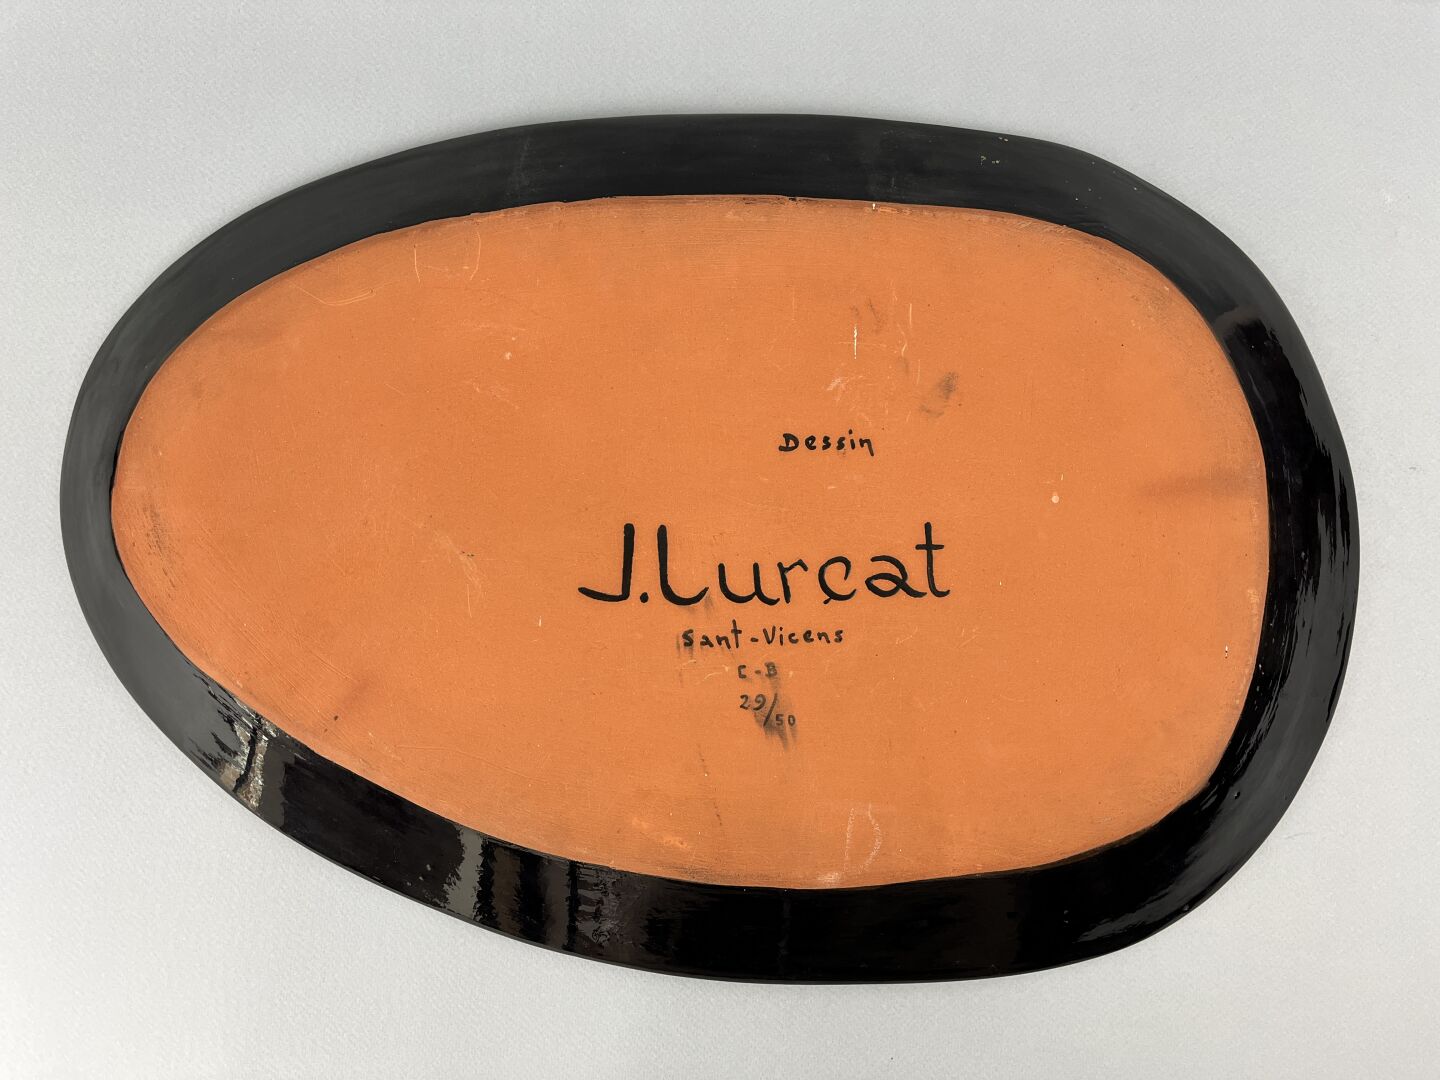 Dessin
J. Lurçat
Sant-Vicens
C-B
29/50